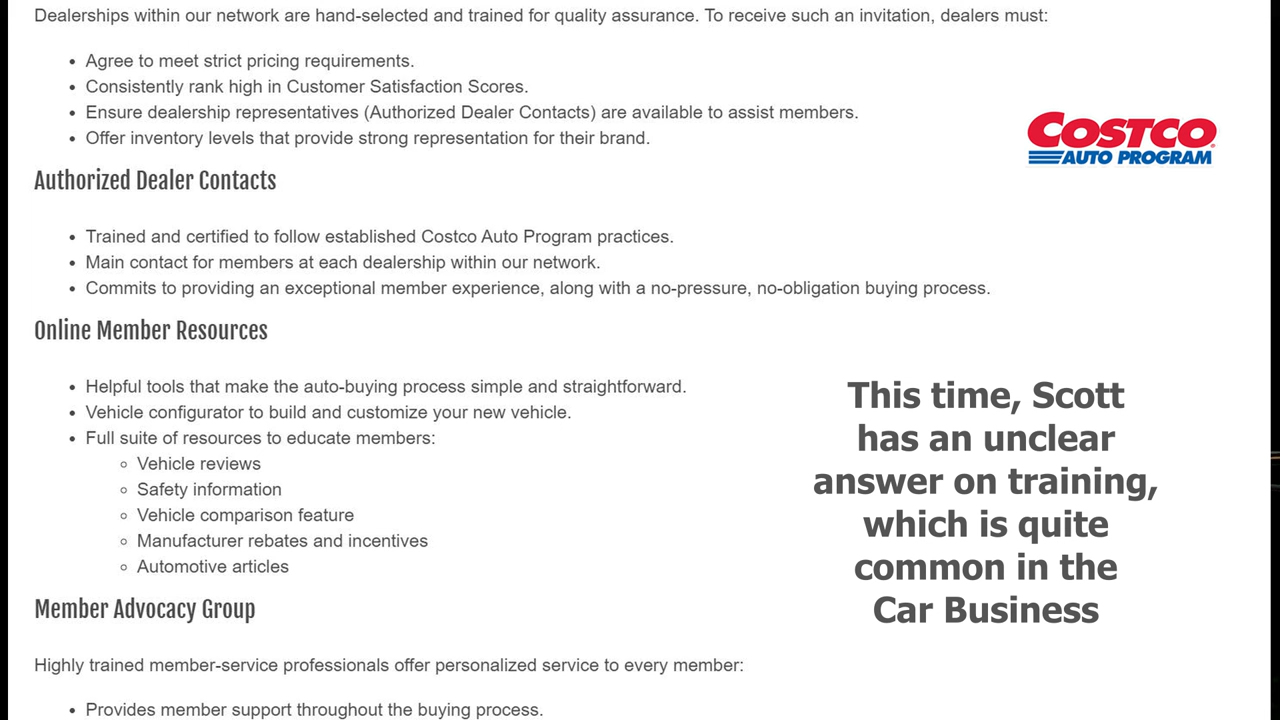 Dealerships within our network are hand-selected and trained for quality assurance. To receive such an invitation, dealers must:
• Agree to meet strict pricing requirements.
• Consistently rank high in Customer Satisfaction Scores.
• Ensure dealership representatives (Authorized Dealer Contacts) are available to assist members.
• Offer inventory levels that provide strong representation for their brand.
COSTCO
AUTO PROGRAM
Authorized Dealer Contacts
• Trained and certified to follow established Costco Auto Program practices.
• Main contact for members at each dealership within our network.
• Commits to providing an exceptional member experience, along with a no-pressure, no-obligation buying process.
Online Member Resources
• Helpful tools that make the auto-buying process simple and straightforward.
• Vehicle configurator to build and customize your new vehicle.
• Full suite of resources to educate members:
◦ Vehicle reviews
◦ Safety information
◦ Vehicle comparison feature
◦ Manufacturer rebates and incentives
◦ Automotive articles
This time, Scott
has an unclear
answer on training,
which is quite
common in the
Car Business
Member Advocacy Group
Highly trained member-service professionals offer personalized service to every member:
• Provides member support throughout the buying process.